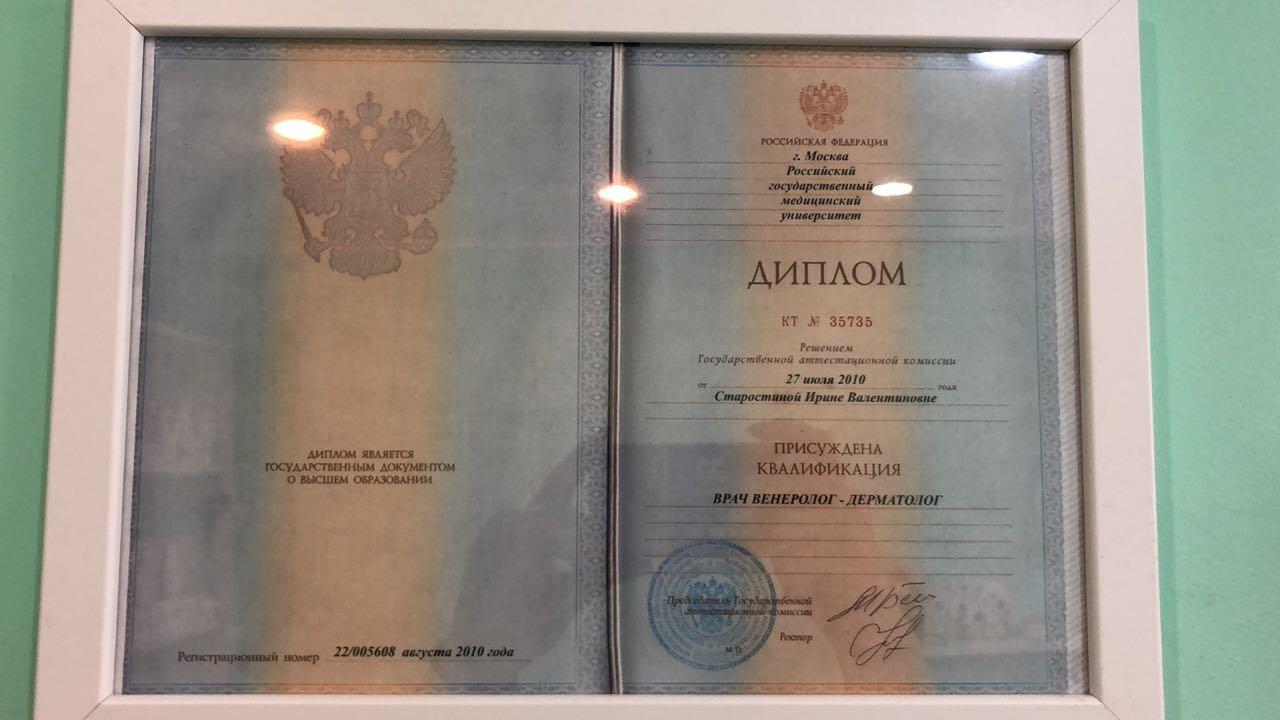 ДИПЛОМ ЯВЛЯЕТСЯ
ГОСУДАРСТВЕННЫМ ДОКУМЕНТОМ
О ВЫСШЕМ ОБРАЗОВАНИИ
Регистрационный номер 22/005608 августа 2010 года
РОССИЙСКАЯ ФЕДЕРАЦИЯ
г. Москва
Российский
государственный
медицинский
университет
ДИПЛОМ
КТ № 35735
Решением
Государственной аттестационной комиссии
от 27 июля 2010 года
Старостиной Ирине Валентиновне
ПРИСУЖДЕНА
КВАЛИФИКАЦИЯ
ВРАЧ ВЕНЕРОЛОГ - ДЕРМАТОЛОГ
Председатель Государственной
аттестационной комиссии
Ректор
М.П.